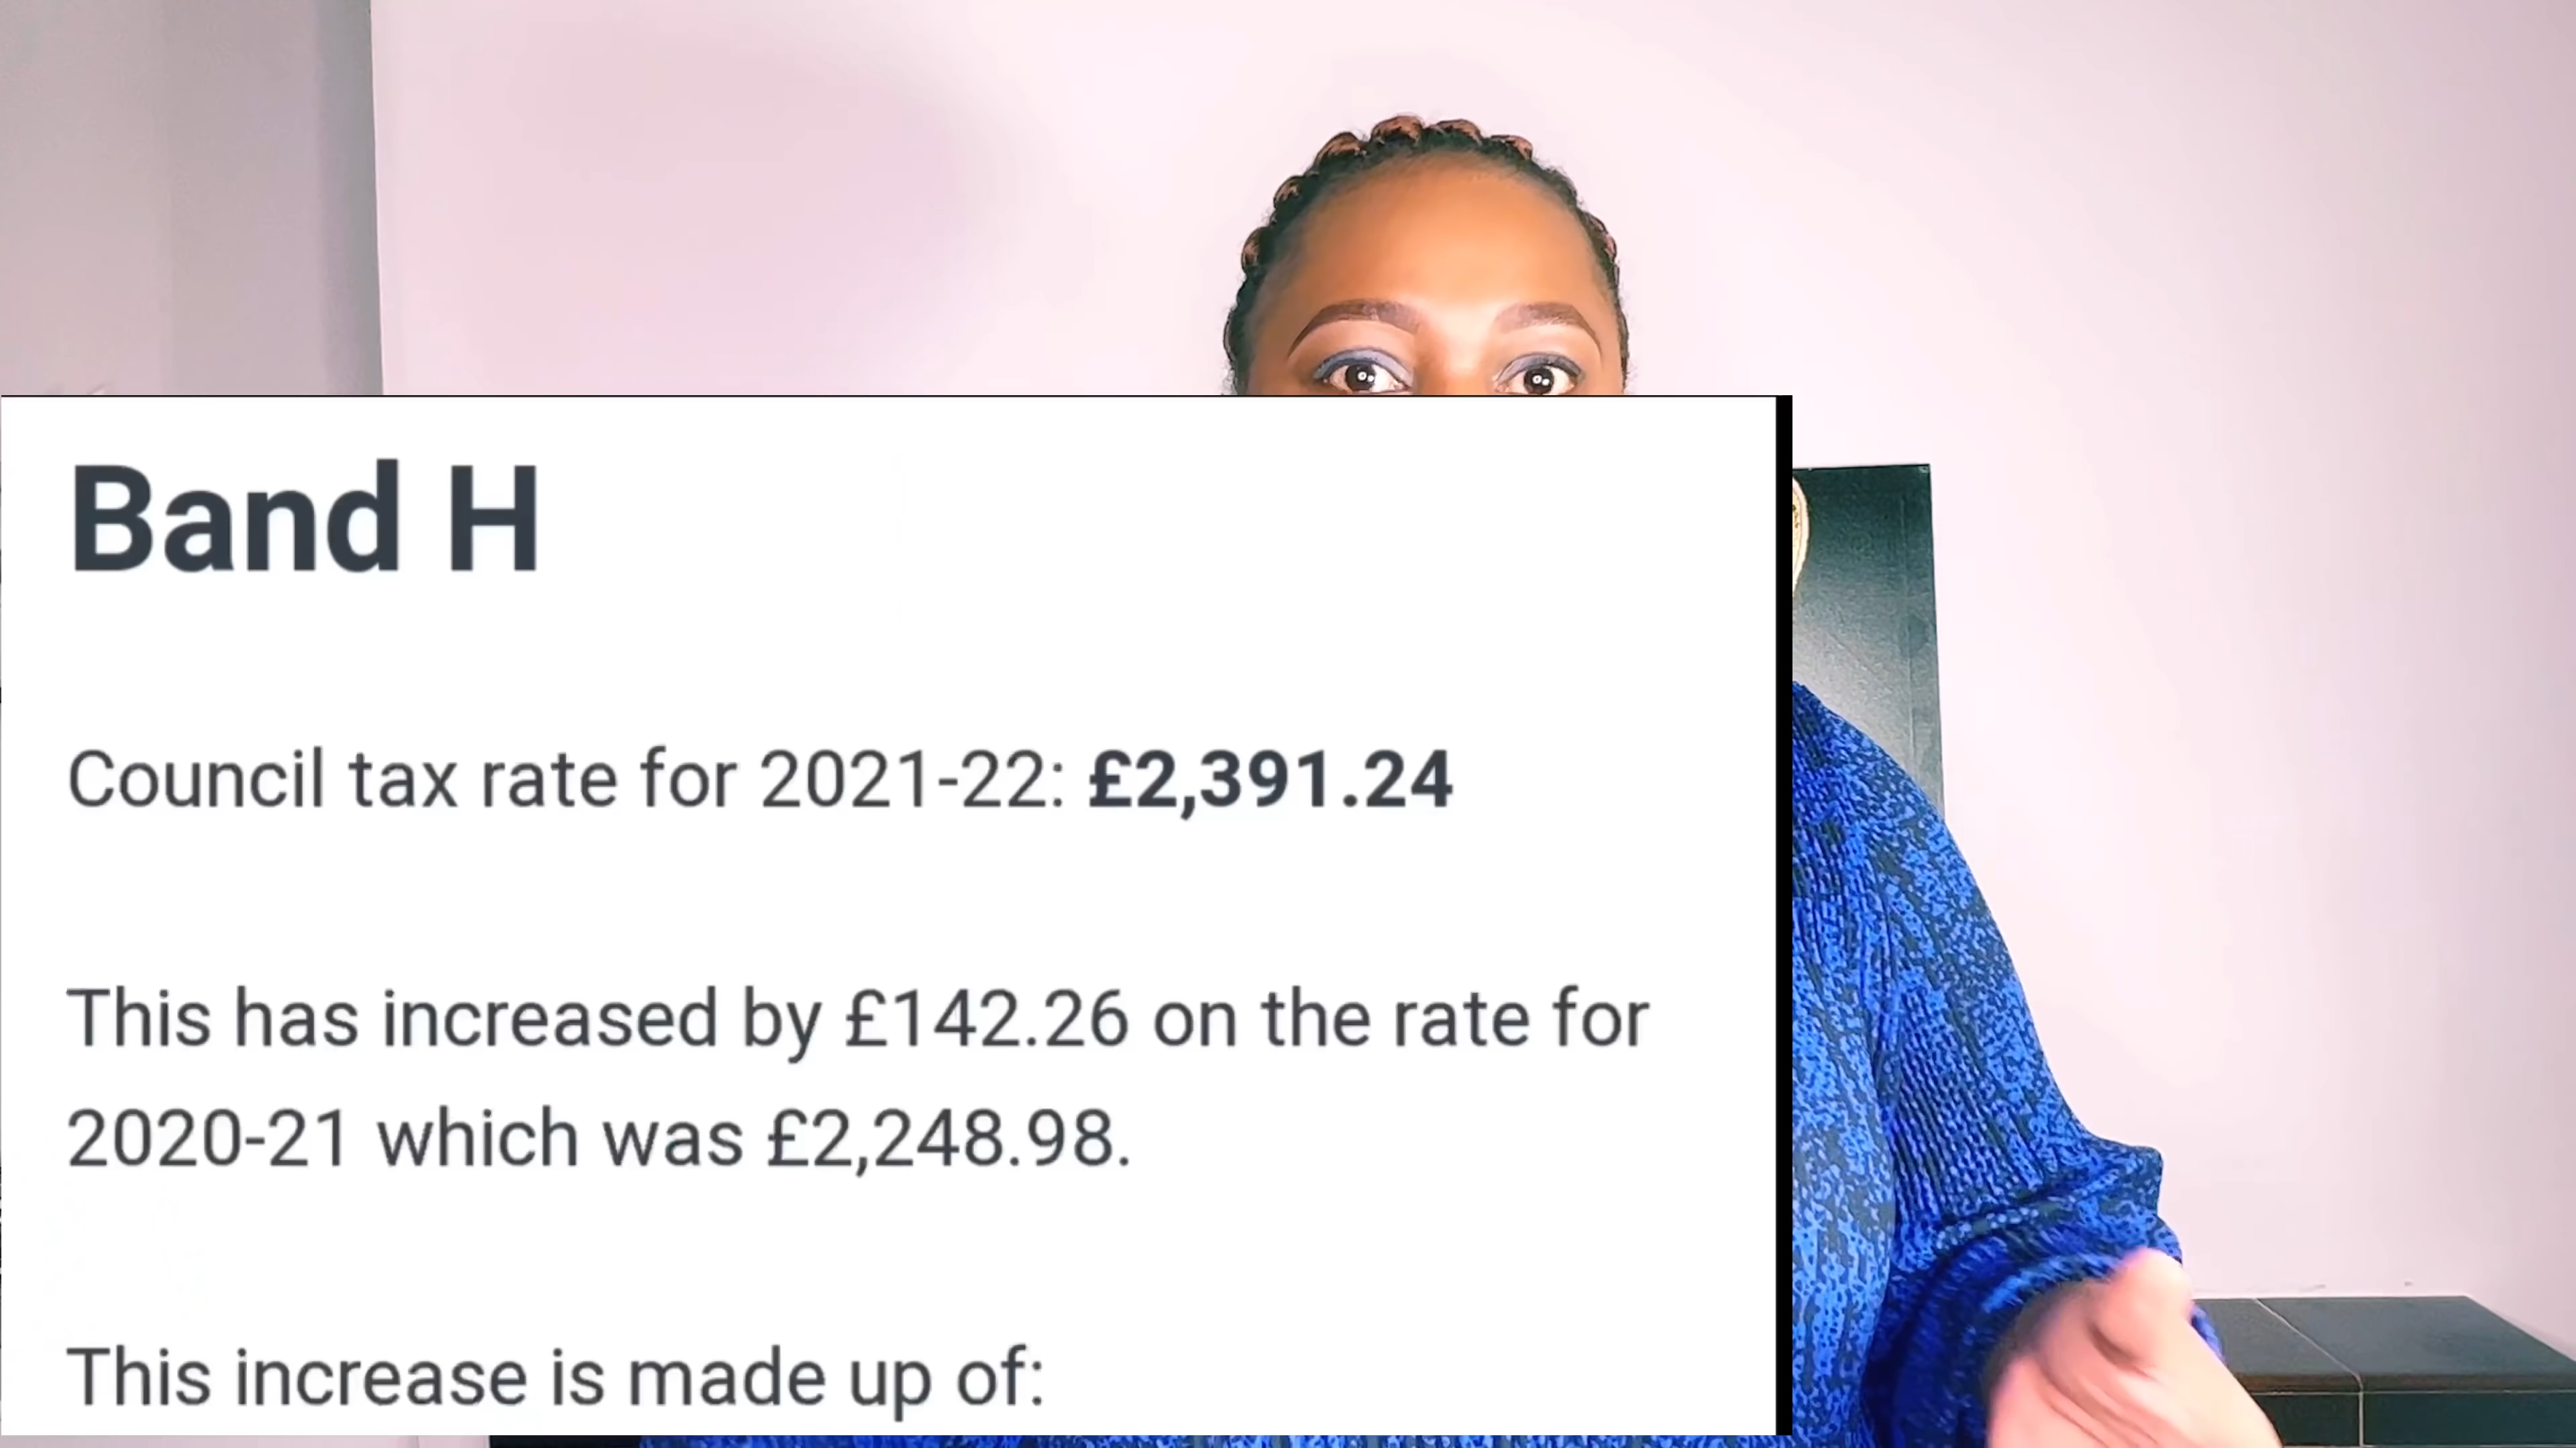 Band H
Council tax rate for 2021-22: £2,391.24
This has increased by £142.26 on the rate for
2020-21 which was £2,248.98.
This increase is made up of: